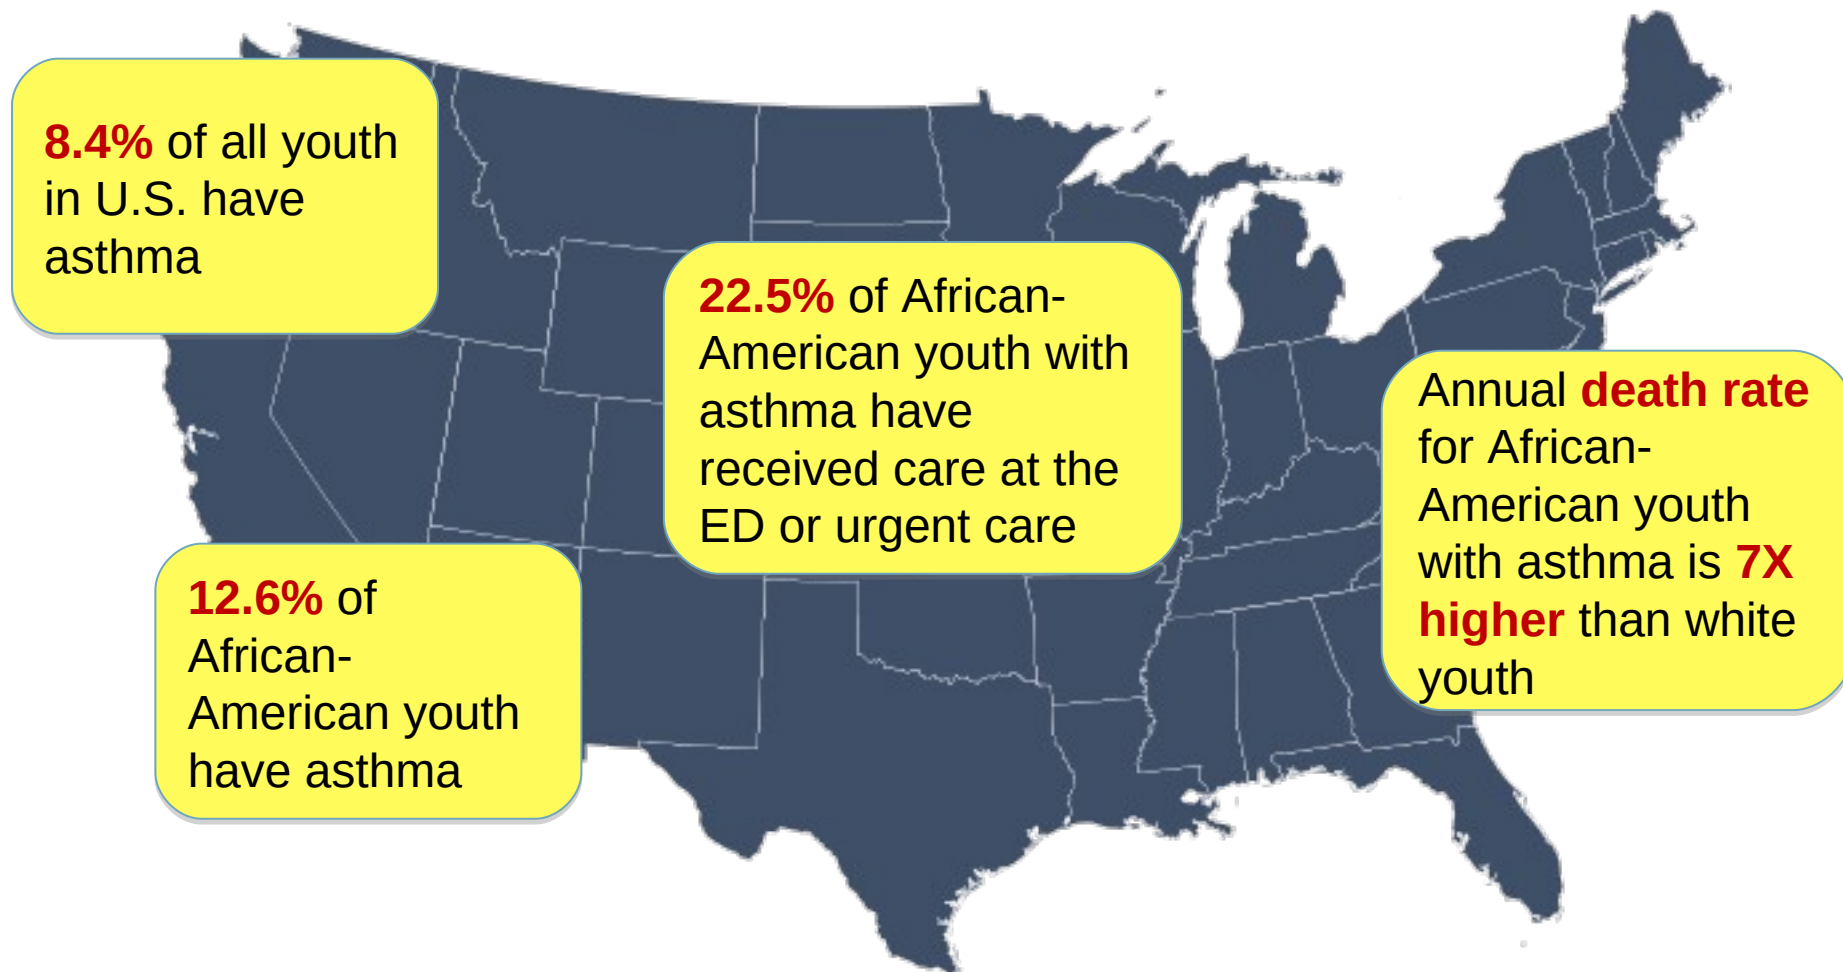 8.4% of all youth
in U.S. have
asthma
22.5% of African-
American youth with
asthma have
received care at the
ED or urgent care
Annual death rate
for African-
American youth
with asthma is 7X
higher than white
youth
12.6% of
African-
American youth
have asthma